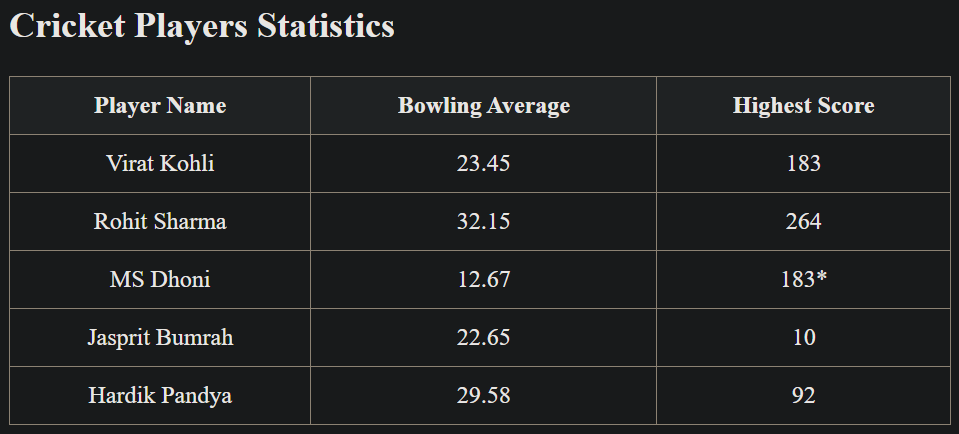 Cricket Players Statistics
Player Name Bowling Average Highest Score
Virat Kohli 23.45 183
Rohit Sharma 32.15 264
MS Dhoni 12.67 183*
Jasprit Bumrah 22.65 10
Hardik Pandya 29.58 92